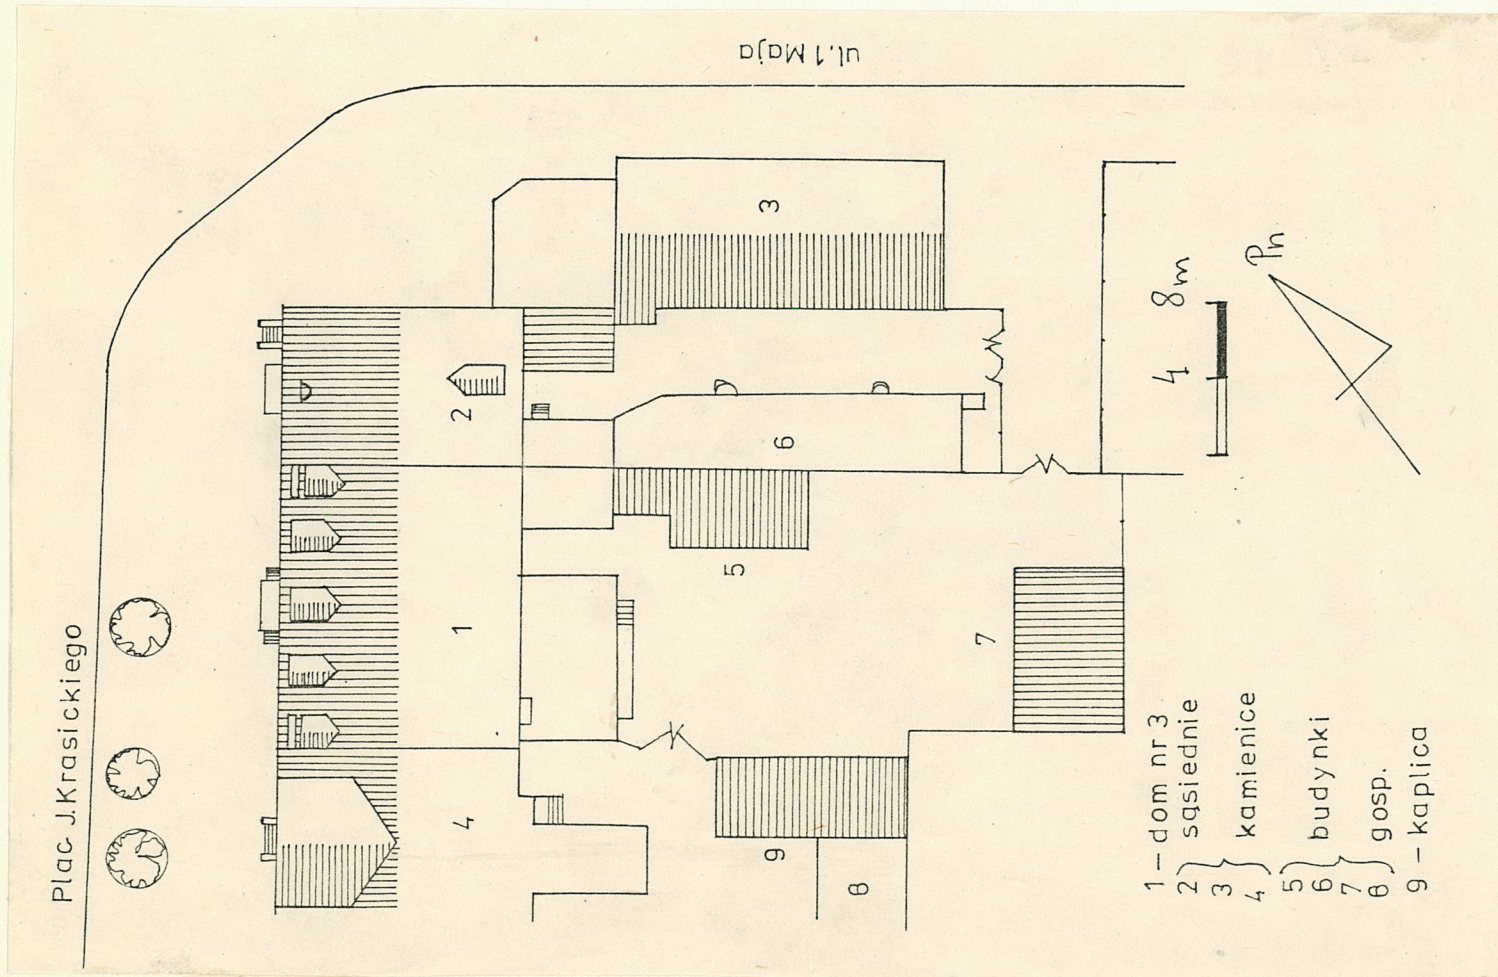 ul. 1 Maja
Plac J. Krasickiego
3
2
6
5
1
7
4
9
8
4 8m
Pn
1 – dom nr 3
2 sąsiednie
3
4 kamienice
5
6 budynki
7
8 gosp.
9 – kaplica